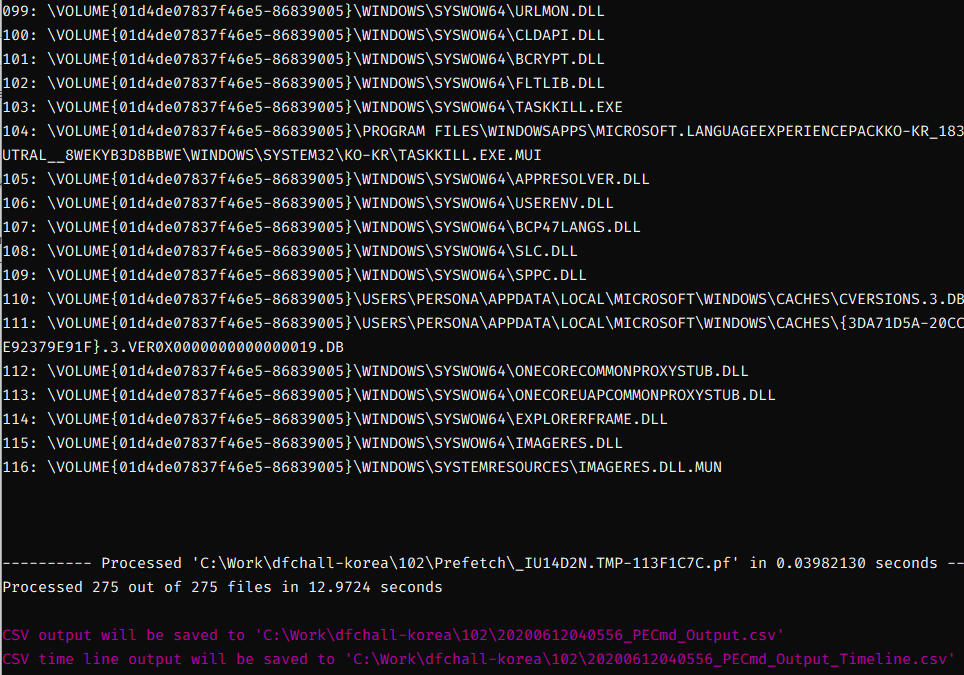 099: \VOLUME{01d4de07837f46e5-86839005}\WINDOWS\SYSWOW64\URLMON.DLL
100: \VOLUME{01d4de07837f46e5-86839005}\WINDOWS\SYSWOW64\CLDAPI.DLL
101: \VOLUME{01d4de07837f46e5-86839005}\WINDOWS\SYSWOW64\BCRYPT.DLL
102: \VOLUME{01d4de07837f46e5-86839005}\WINDOWS\SYSWOW64\FLTLIB.DLL
103: \VOLUME{01d4de07837f46e5-86839005}\WINDOWS\SYSWOW64\TASKKILL.EXE
104: \VOLUME{01d4de07837f46e5-86839005}\PROGRAM FILES\WINDOWSAPPS\MICROSOFT.LANGUAGEEXPERIENCEPACKKO-KR_183
UTRAL__8WEKYB3D8BBWE\WINDOWS\SYSTEM32\KO-KR\TASKKILL.EXE.MUI
105: \VOLUME{01d4de07837f46e5-86839005}\WINDOWS\SYSWOW64\APPRESOLVER.DLL
106: \VOLUME{01d4de07837f46e5-86839005}\WINDOWS\SYSWOW64\USERENV.DLL
107: \VOLUME{01d4de07837f46e5-86839005}\WINDOWS\SYSWOW64\BCP47LANGS.DLL
108: \VOLUME{01d4de07837f46e5-86839005}\WINDOWS\SYSWOW64\SLC.DLL
109: \VOLUME{01d4de07837f46e5-86839005}\WINDOWS\SYSWOW64\SPPC.DLL
110: \VOLUME{01d4de07837f46e5-86839005}\USERS\PERSONA\APPDATA\LOCAL\MICROSOFT\WINDOWS\CACHES\CVERSIONS.3.DB
111: \VOLUME{01d4de07837f46e5-86839005}\USERS\PERSONA\APPDATA\LOCAL\MICROSOFT\WINDOWS\CACHES\{3DA71D5A-20CC
E92379E91F}.3.VER0X0000000000000019.DB
112: \VOLUME{01d4de07837f46e5-86839005}\WINDOWS\SYSWOW64\ONECORECOMMONPROXYSTUB.DLL
113: \VOLUME{01d4de07837f46e5-86839005}\WINDOWS\SYSWOW64\ONECOREUAPCOMMONPROXYSTUB.DLL
114: \VOLUME{01d4de07837f46e5-86839005}\WINDOWS\SYSWOW64\EXPLORERFRAME.DLL
115: \VOLUME{01d4de07837f46e5-86839005}\WINDOWS\SYSWOW64\IMAGERES.DLL
116: \VOLUME{01d4de07837f46e5-86839005}\WINDOWS\SYSTEMRESOURCES\IMAGERES.DLL.MUN
---------- Processed 'C:\Work\dfchall-korea\102\Prefetch\_IU14D2N.TMP-113F1C7C.pf' in 0.03982130 seconds --
Processed 275 out of 275 files in 12.9724 seconds
CSV output will be saved to 'C:\Work\dfchall-korea\102\20200612040556_PECmd_Output.csv'
CSV time line output will be saved to 'C:\Work\dfchall-korea\102\20200612040556_PECmd_Output_Timeline.csv'